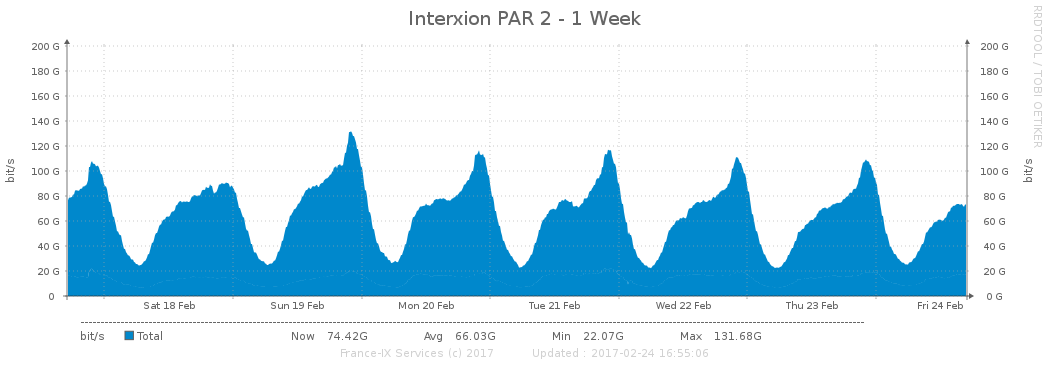 Interxion PAR 2 - 1 Week
RRDTOOL / TOBI OETIKER
bit/s
200 G 200 G
180 G 180 G
160 G 160 G
140 G 140 G
120 G 120 G
100 G 100 G
80 G 80 G
60 G 60 G
40 G 40 G
20 G 20 G
0 0 G
bit/s
Sat 18 Feb Sun 19 Feb Mon 20 Feb Tue 21 Feb Wed 22 Feb Thu 23 Feb Fri 24 Feb
bit/s Total Now 74.42G Avg 66.03G Min 22.07G Max 131.68G
France-IX Services (c) 2017 Updated : 2017-02-24 16:55:06